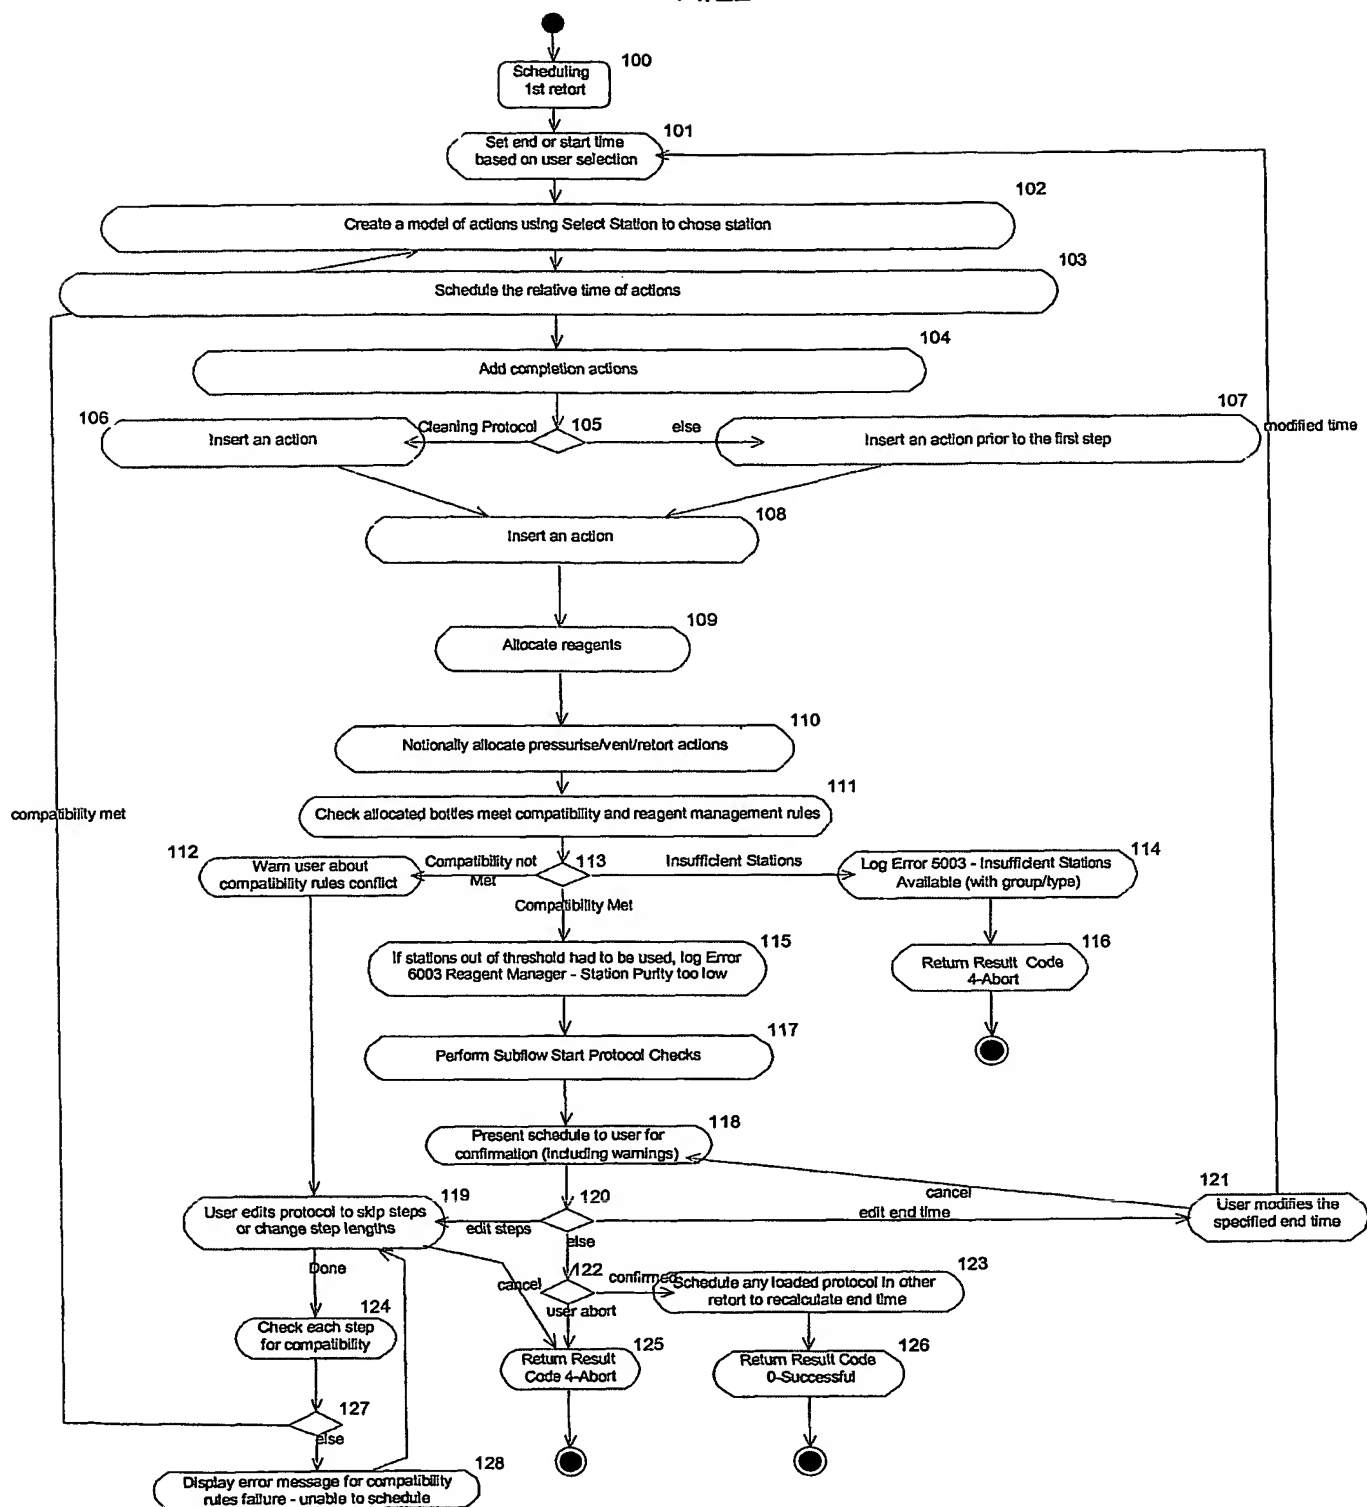 100
Scheduling
1st retort
101
Set end or start time
based on user selection
102
Create a model of actions using Select Station to chose station
103
Schedule the relative time of actions
104
Add completion actions
106
Insert an action
Cleaning Protocol
105
else
107
Insert an action prior to the first step
modified time
108
Insert an action
109
Allocate reagents
110
Notionally allocate pressurise/vent/retort actions
111
Check allocated bottles meet compatibility and reagent management rules
compatibility met
112
Warn user about
compatibility rules conflict
Compatibility not
Met
113
Insufficient Stations
Compatibility Met
114
Log Error 5003 - Insufficient Stations
Available (with group/type)
115
If stations out of threshold had to be used, log Error
6003 Reagent Manager - Station Purity too low
116
Return Result Code
4-Abort
117
Perform Subflow Start Protocol Checks
118
Present schedule to user for
confirmation (including warnings)
cancel
119
User edits protocol to skip steps
or change step lengths
edit steps
120
else
edit end time
121
User modifies the
specified end time
Done
cancel
122
confirmed
user abort
123
Schedule any loaded protocol in other
retort to recalculate end time
124
Check each step
for compatibility
125
Return Result
Code 4-Abort
126
Return Result Code
0-Successful
127
else
128
Display error message for compatibility
rules failure - unable to schedule